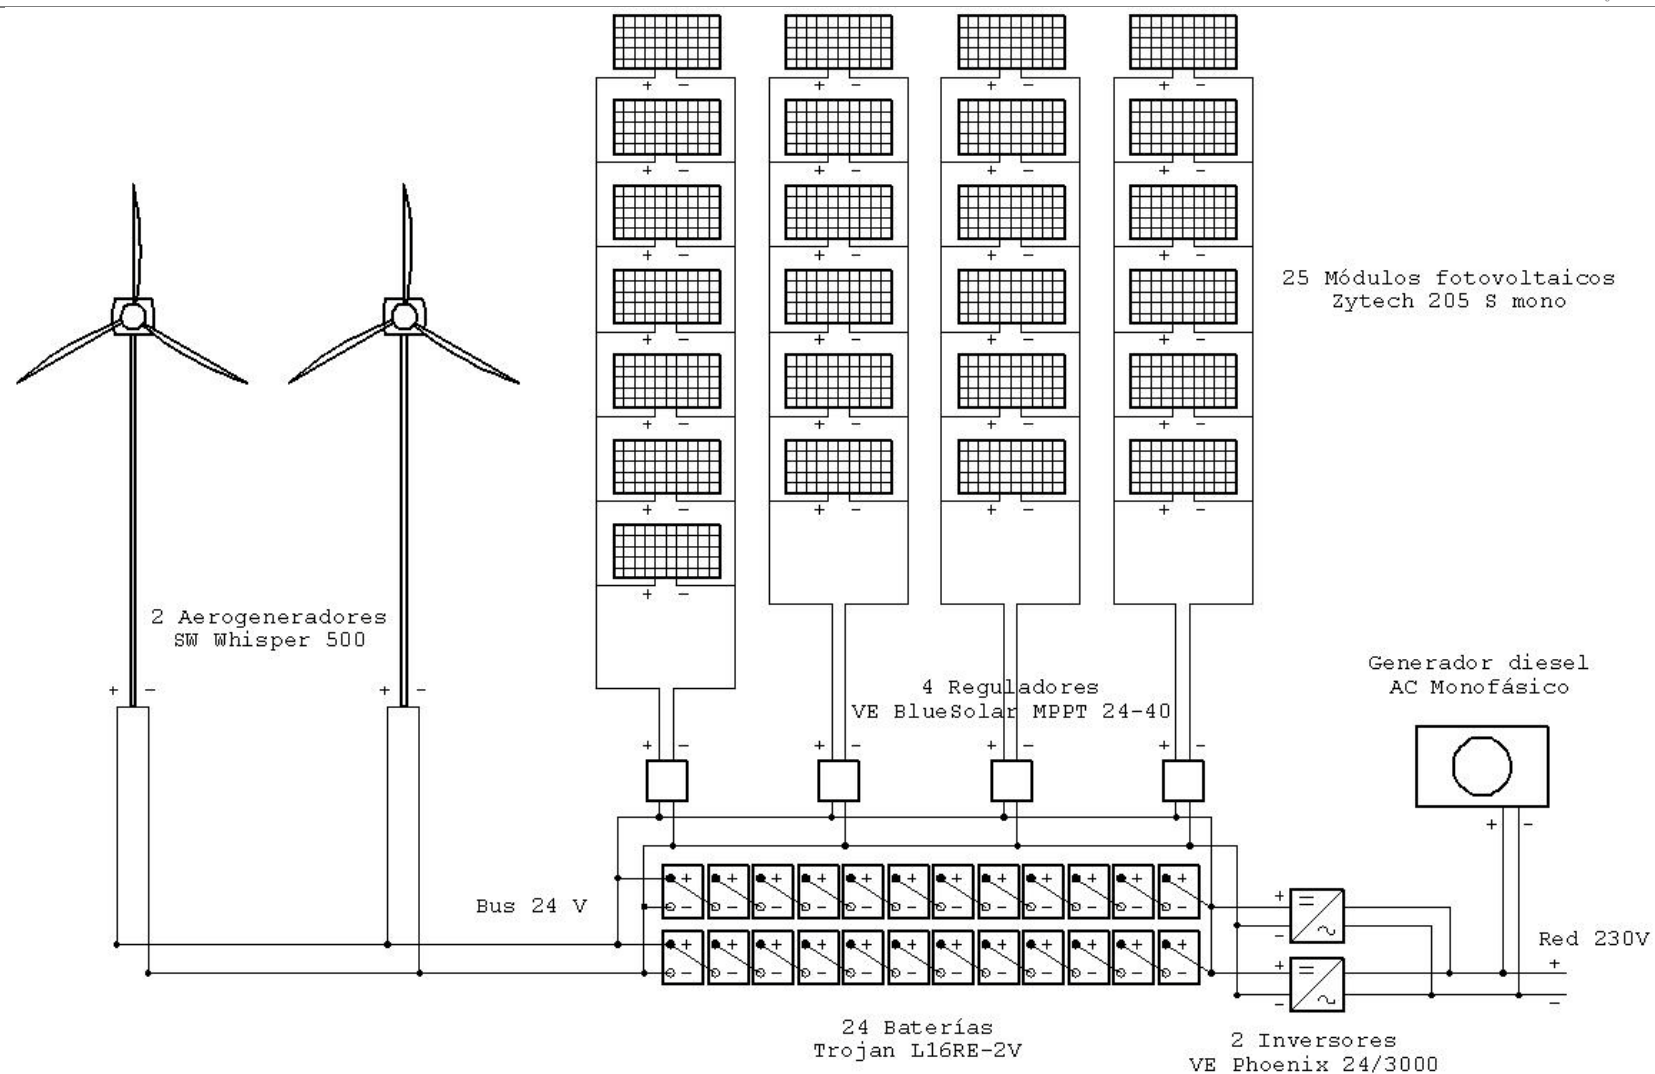 25 Módulos fotovoltaicos
Zytech 205 S mono
2 Aerogeneradores
SW Whisper 500
Generador diesel
AC Monofásico
4 Reguladores
VE BlueSolar MPPT 24-40
Bus 24 V
Red 230V
24 Baterías
Trojan L16RE-2V
2 Inversores
VE Phoenix 24/3000